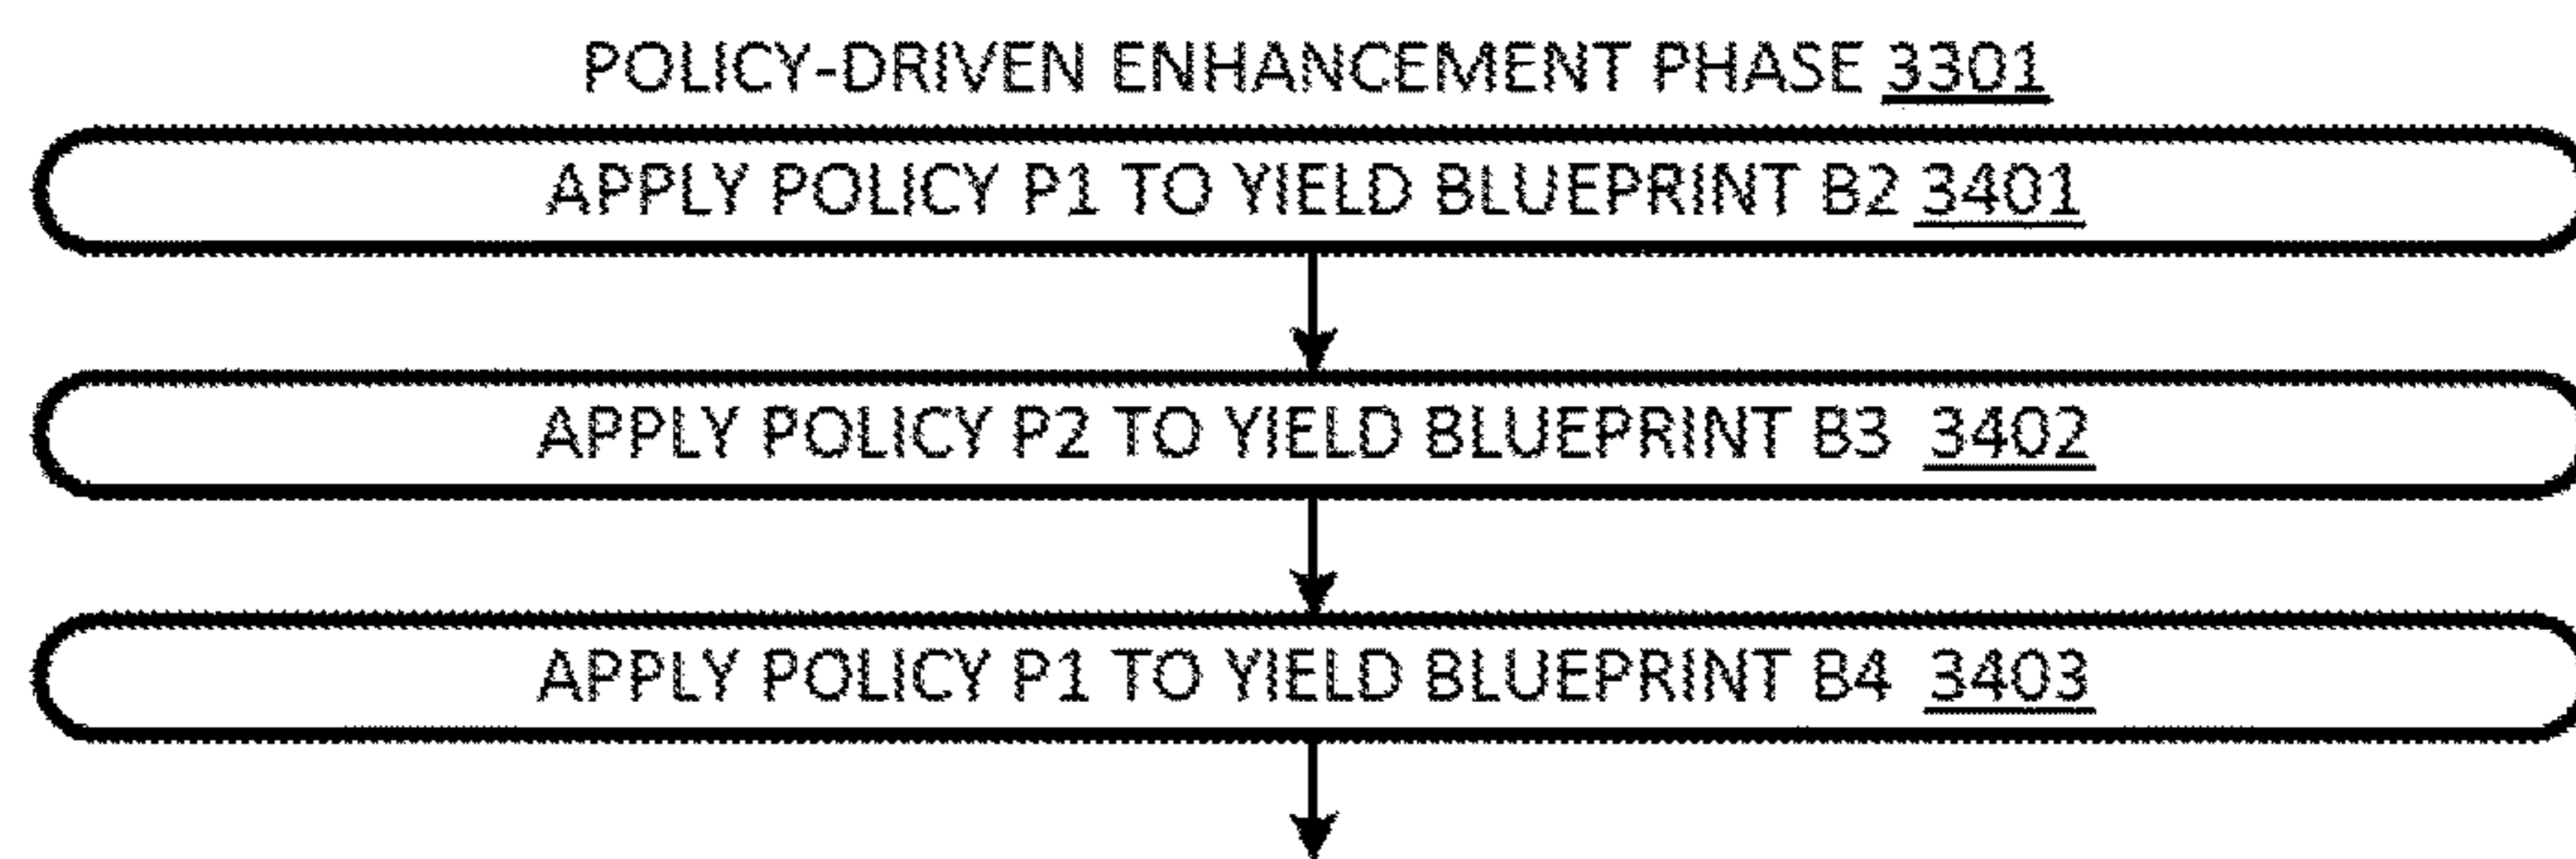 POLICY-DRIVEN ENHANCEMENT PHASE 3301
APPLY POLICY P1 TO YIELD BLUEPRINT B2 3401
APPLY POLICY P2 TO YIELD BLUEPRINT B3 3402
APPLY POLICY P1 TO YIELD BLUEPRINT B4 3403